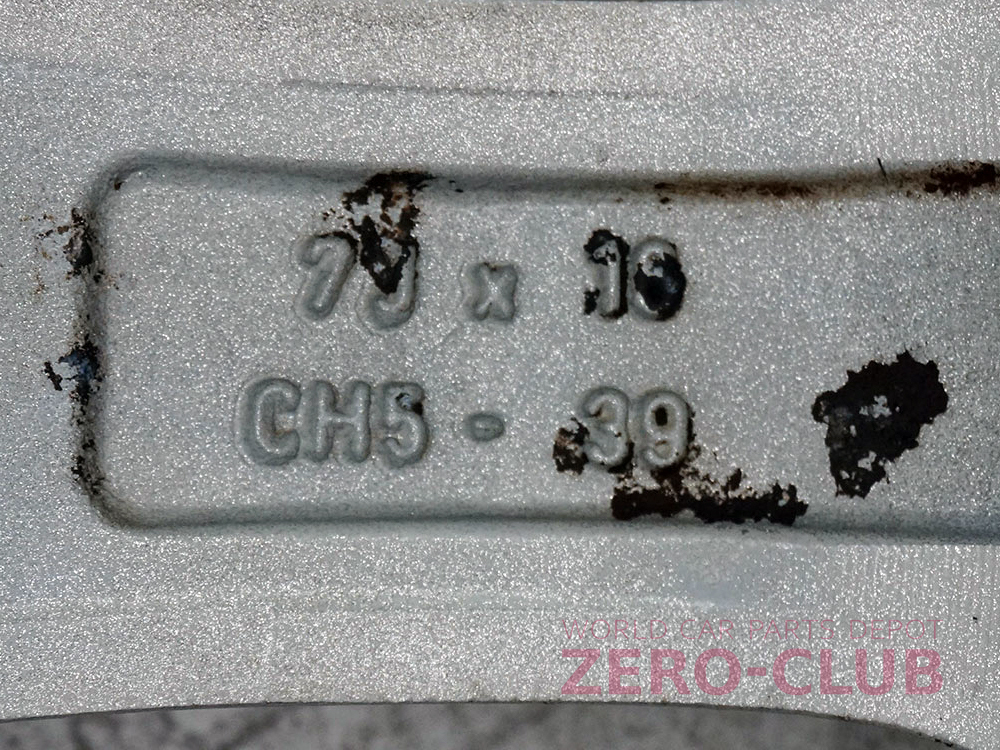 7J x 16
CH5 - 39
WORLD CAR PARTS DEPOT
ZERO-CLUB